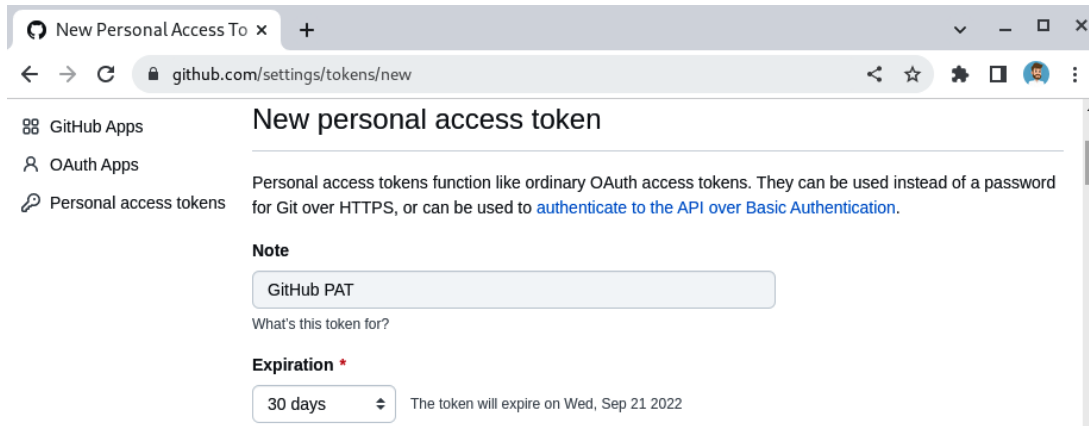 New Personal Access To
github.com/settings/tokens/new
GitHub Apps
OAuth Apps
Personal access tokens
New personal access token
Personal access tokens function like ordinary OAuth access tokens. They can be used instead of a password
for Git over HTTPS, or can be used to authenticate to the API over Basic Authentication.
Note
GitHub PAT
What's this token for?
Expiration *
30 days
The token will expire on Wed, Sep 21 2022